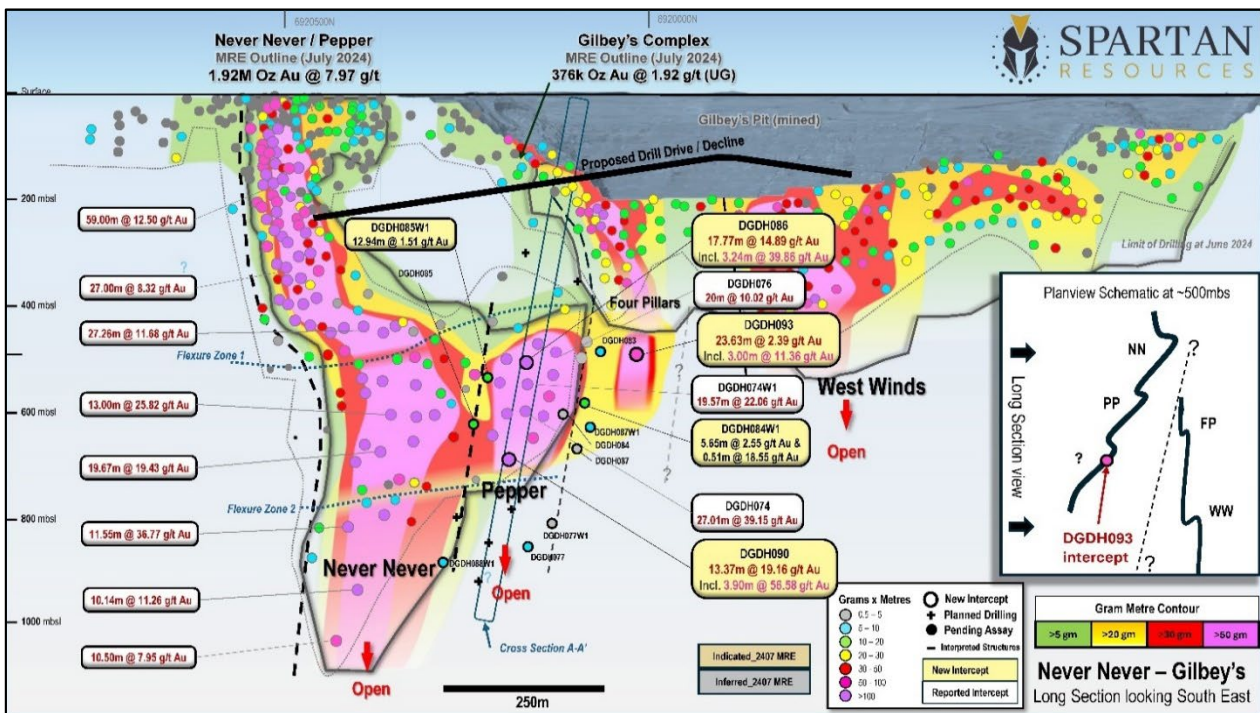 6920500N
6920000N
Never Never / Pepper
MRE Outline (July 2024)
1.92M Oz Au @ 7.97 g/t
Gilbey's Complex
MRE Outline (July 2024)
376k Oz Au @ 1.92 g/t (UG)
SPARTAN
RESOURCES
Surface
Gilbey's Pit (mined)
Proposed Drill Drive / Decline
200 mbsl
400 mbsl
600 mbsl
800 mbsl
1000 mbsl
59.00m @ 12.50 g/t Au
27.00m @ 8.32 g/t Au
27.26m @ 11.68 g/t Au
13.00m @ 25.82 g/t Au
19.67m @ 19.43 g/t Au
11.55m @ 36.77 g/t Au
10.14m @ 11.26 g/t Au
10.50m @ 7.95 g/t Au
?
Flexure Zone 1
Flexure Zone 2
DGDH085W1
12.94m @ 1.51 g/t Au
DGDH085
DGDH086
17.77m @ 14.89 g/t Au
Incl. 3.24m @ 39.86 g/t Au
DGDH076
20m @ 10.02 g/t Au
DGDH093
23.63m @ 2.39 g/t Au
Incl. 3.00m @ 11.36 g/t Au
DGDH074W1
19.57m @ 22.06 g/t Au
DGDH084W1
5.65m @ 2.55 g/t Au &
0.51m @ 18.55 g/t Au
DGDH074
27.01m @ 39.15 g/t Au
DGDH090
13.37m @ 19.16 g/t Au
Incl. 3.90m @ 56.58 g/t Au
Four Pillars
DGDH083
DGDH087W1
DGDH084
DGDH087
DGDH077W1
DGDH077
DGDH088W1
?
?
?
Pepper
Never Never
West Winds
Open
Open
Open
Limit of Drilling at June 2024
Cross Section A-A'
250m
Planview Schematic at ~500mbs
Long Section view
NN
PP
FP
WW
?
?
?
DGDH093
intercept
Indicated_2407 MRE
Inferred_2407 MRE
Grams x Metres
0.5 - 5
5 - 10
10 - 20
20 - 30
30 - 50
50 - 100
>100
New Intercept
Planned Drilling
Pending Assay
Interpreted Structures
New Intercept
Reported Intercept
Gram Metre Contour
>5 gm
>20 gm
>30 gm
>50 gm
Never Never – Gilbey's
Long Section looking South East